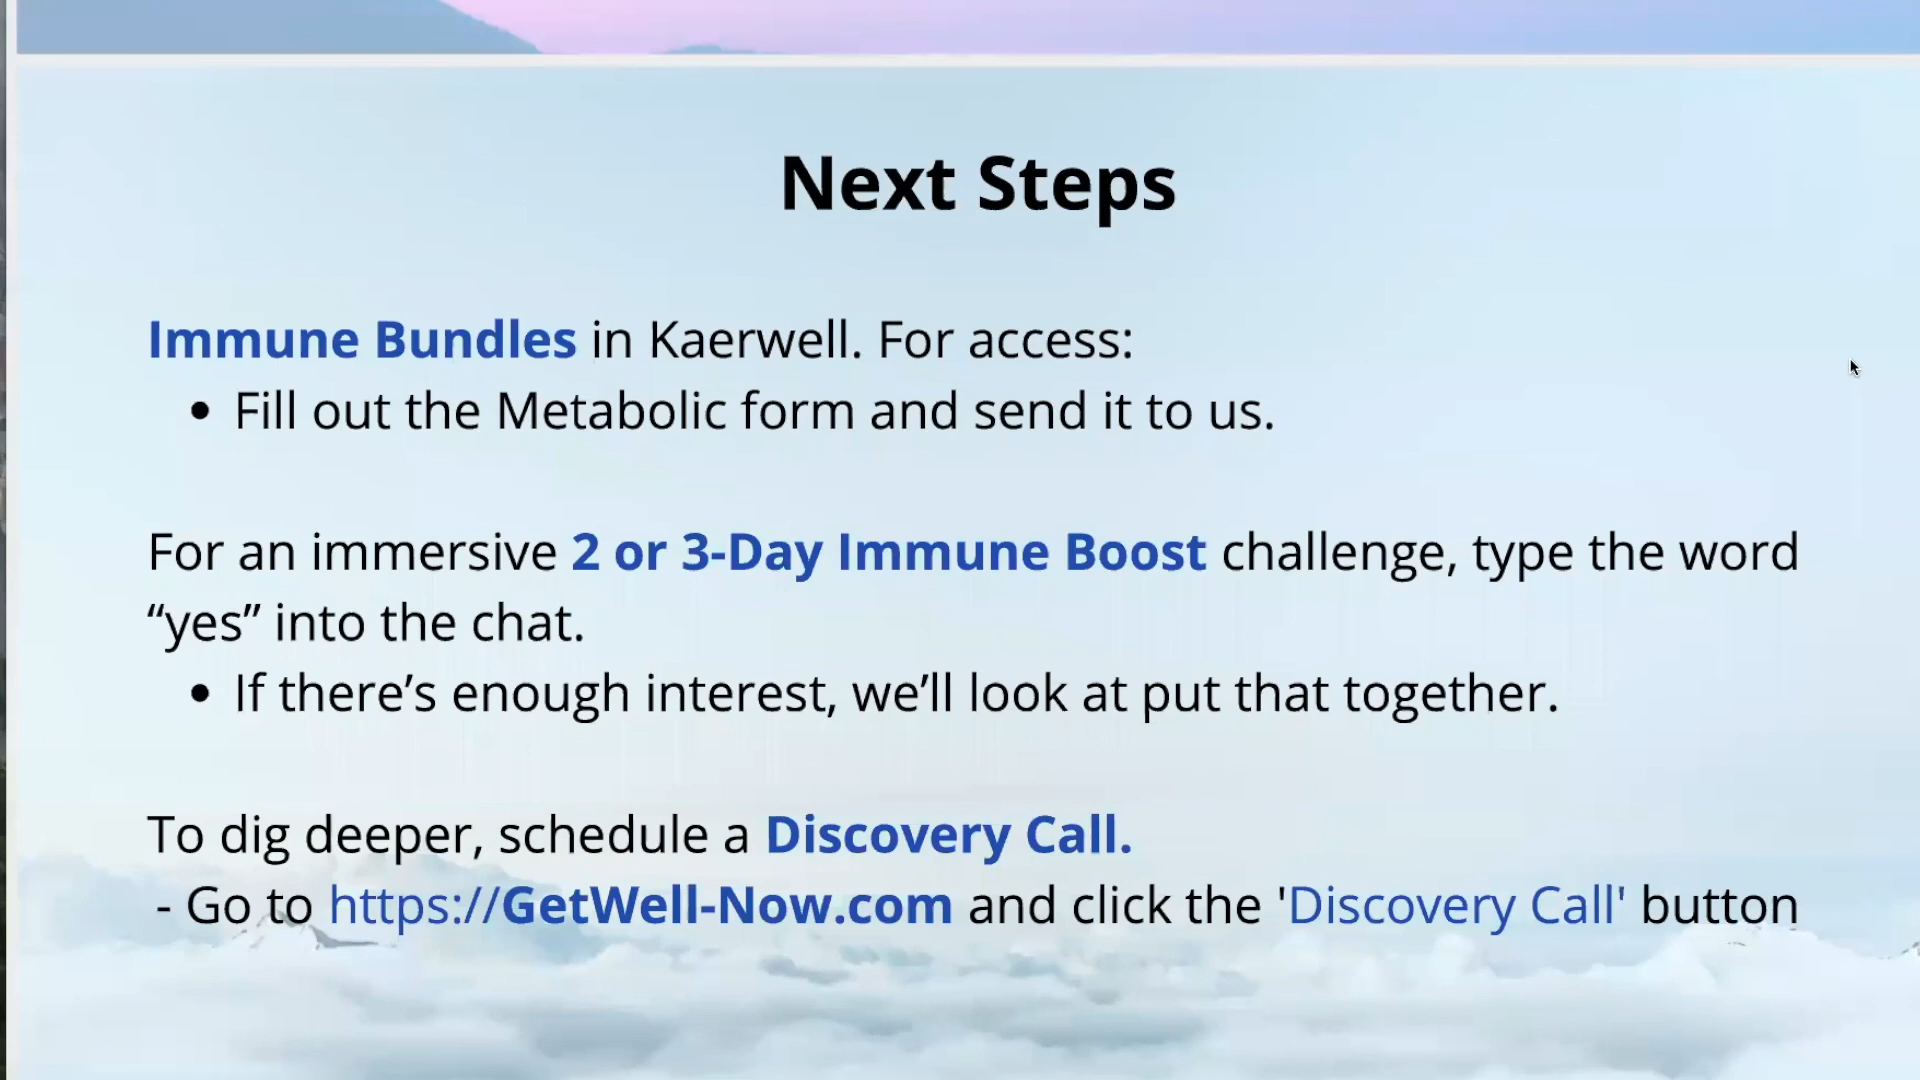 Next Steps
Immune Bundles in Kaerwell. For access:
• Fill out the Metabolic form and send it to us.
For an immersive 2 or 3-Day Immune Boost challenge, type the word
“yes” into the chat.
• If there’s enough interest, we’ll look at put that together.
To dig deeper, schedule a Discovery Call.
- Go to https://GetWell-Now.com and click the 'Discovery Call' button